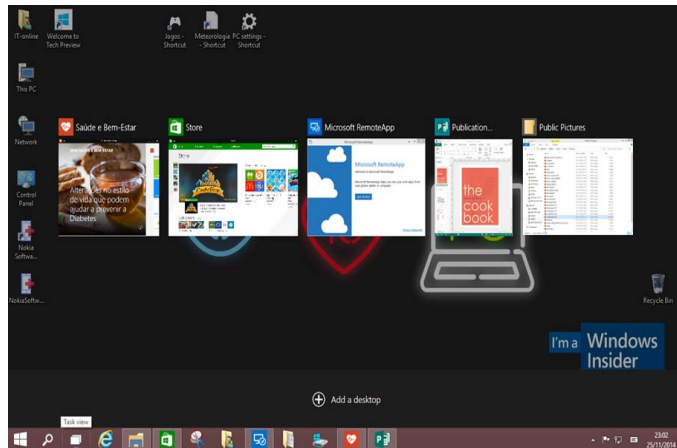 IT-online
Welcome to
Tech Preview
Jogos -
Shortcut
Meteorologia
- Shortcut
PC settings -
Shortcut
This PC
Network
Control
Panel
Nokia
Softwa...
NokiaSoftw...
Recycle Bin
Saúde e Bem-Estar
Alterações no estilo
de vida que podem
ajudar a prevenir a
Diabetes
Store
Store
Microsoft RemoteApp
Microsoft RemoteApp
Publication...
the
cook
book
Public Pictures
I'm a Windows
Insider
Add a desktop
Task view
23:02
25/11/2014